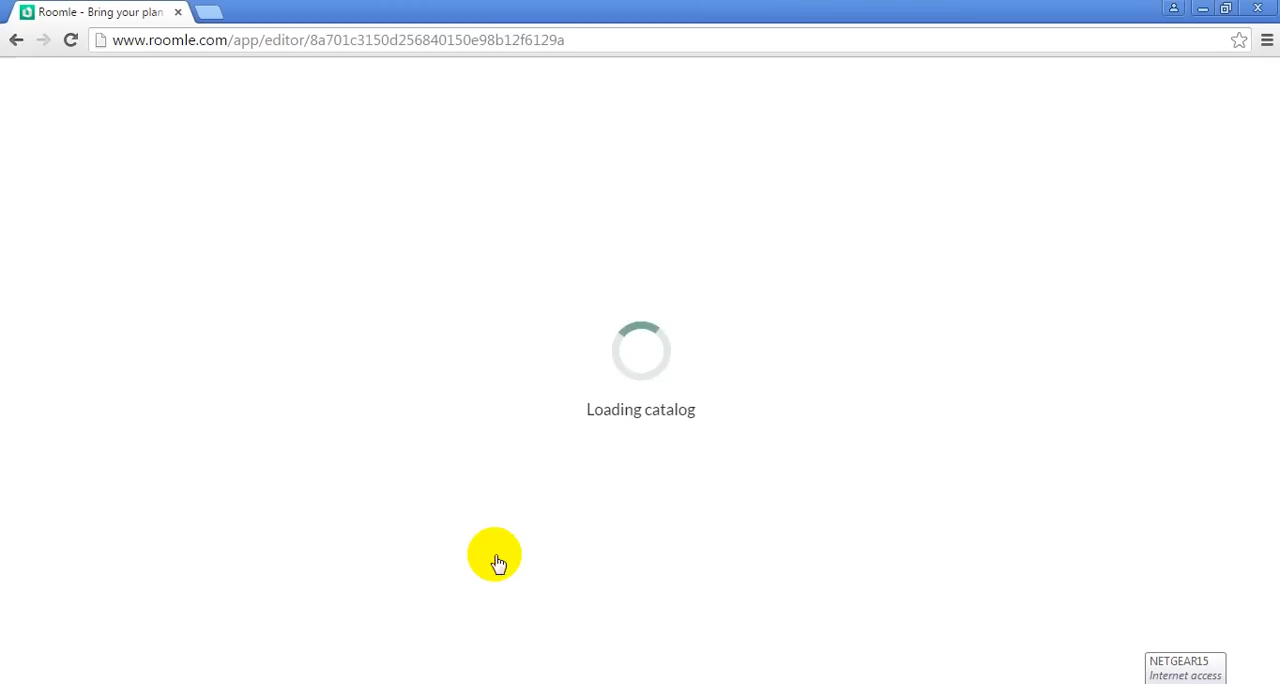 Roomle - Bring your plan
www.roomle.com/app/editor/8a701c3150d256840150e98b12f6129a
Loading catalog
NETGEAR15
Internet access